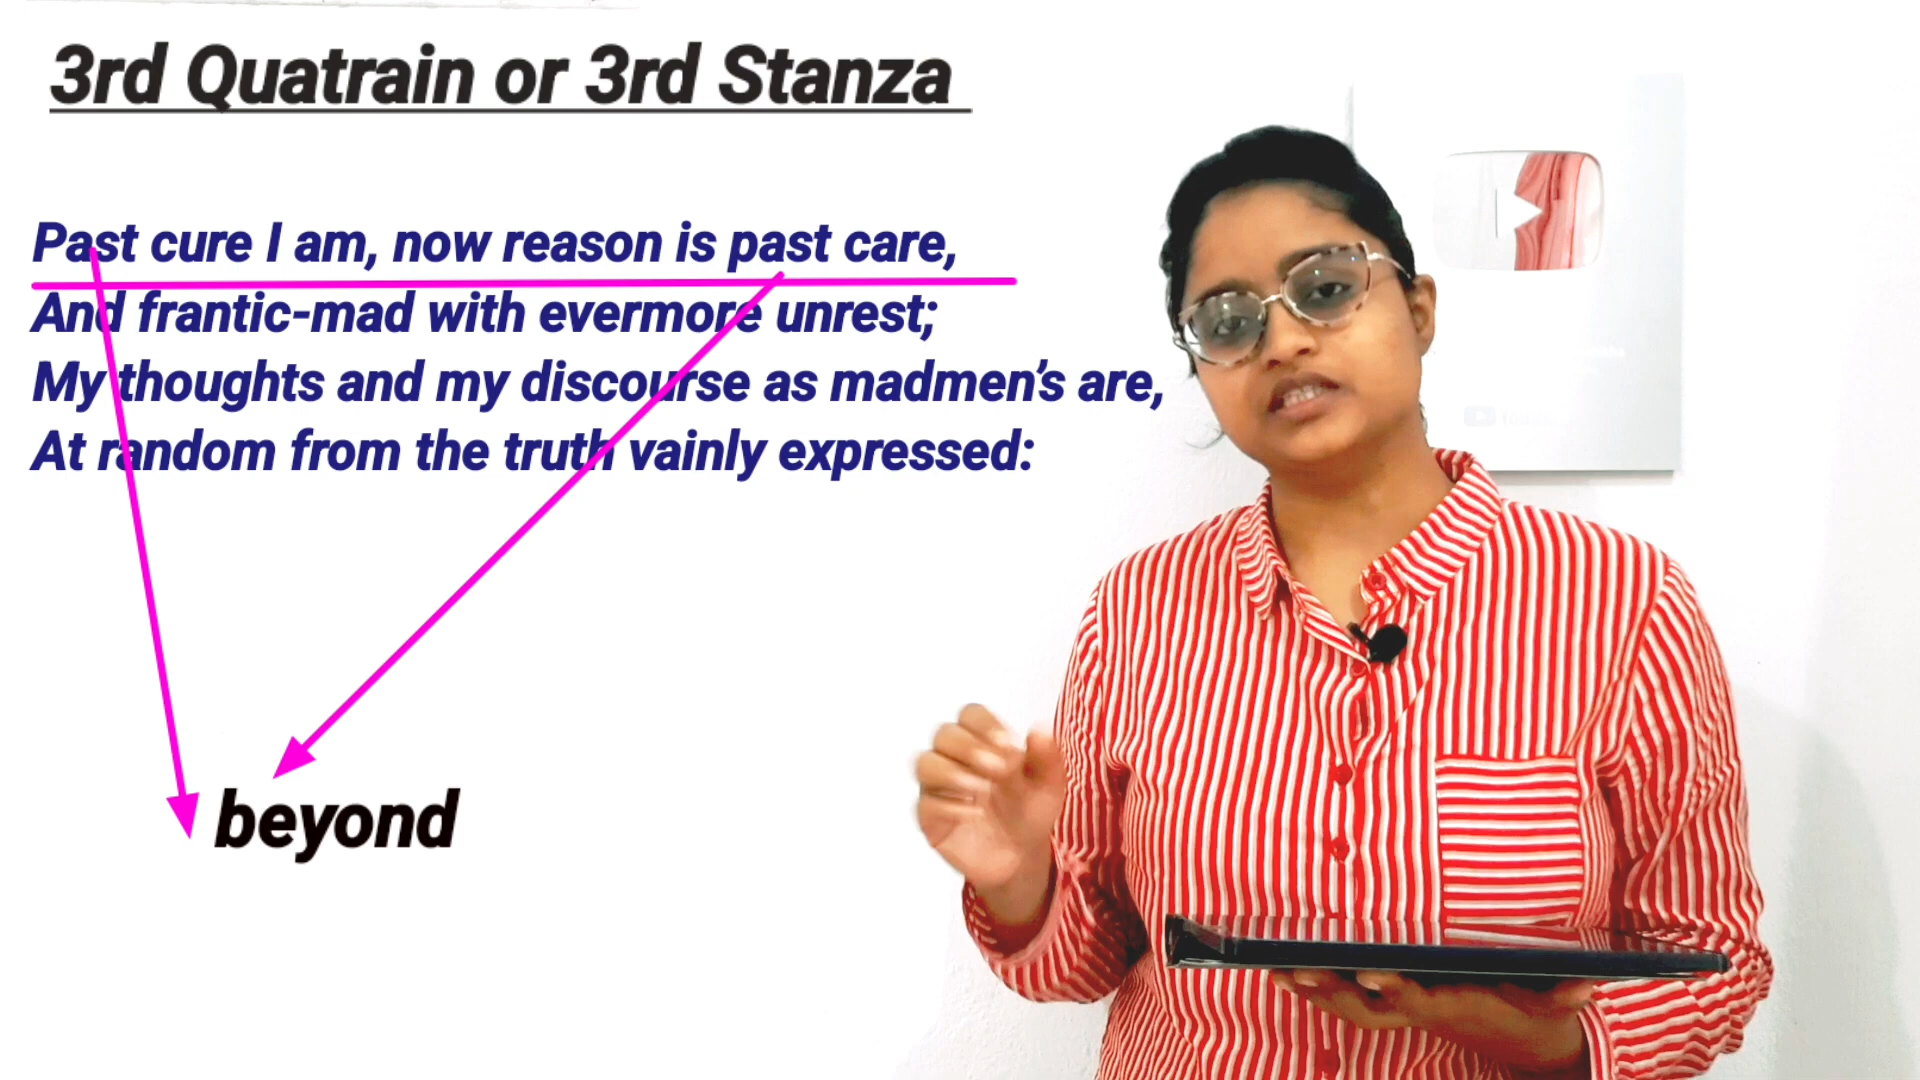 3rd Quatrain or 3rd Stanza
Past cure I am, now reason is past care,
And frantic-mad with evermore unrest;
My thoughts and my discourse as madmen’s are,
At random from the truth vainly expressed:
beyond